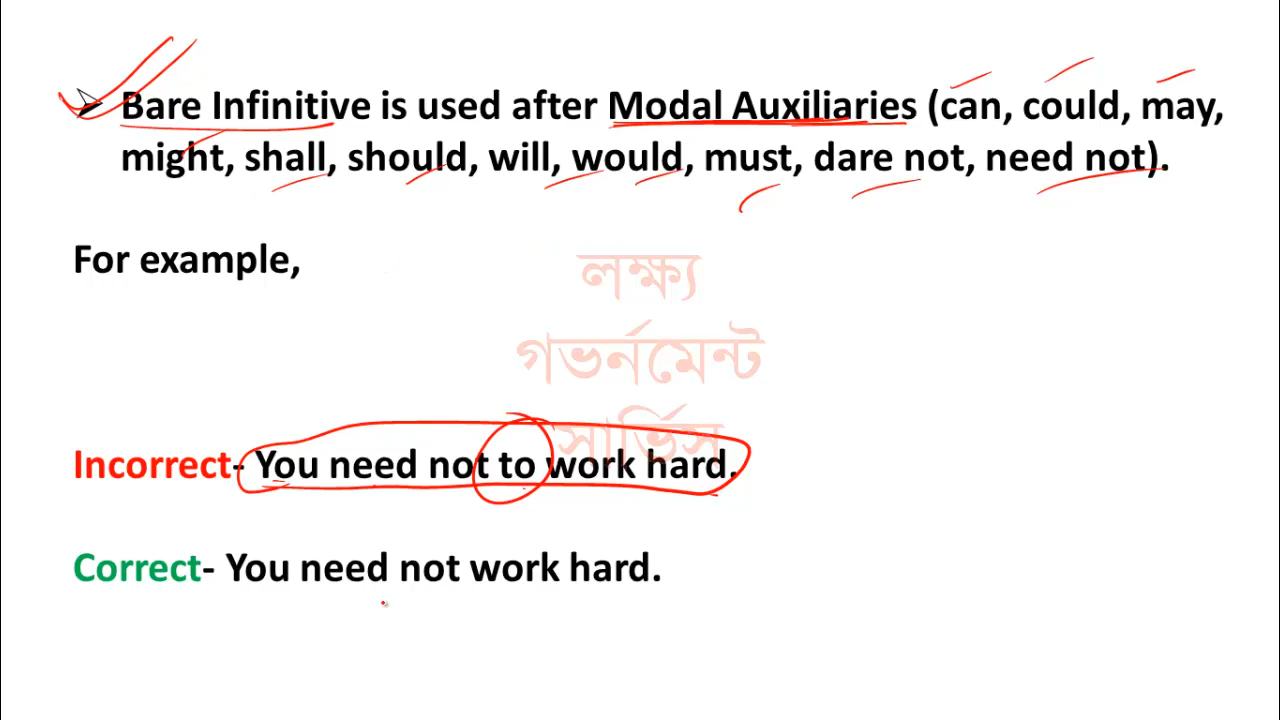 Bare Infinitive is used after Modal Auxiliaries (can, could, may,
might, shall, should, will, would, must, dare not, need not).
For example,
লক্ষ্য
গভর্নমেন্ট
সার্ভিস
Incorrect- You need not to work hard.
Correct- You need not work hard.